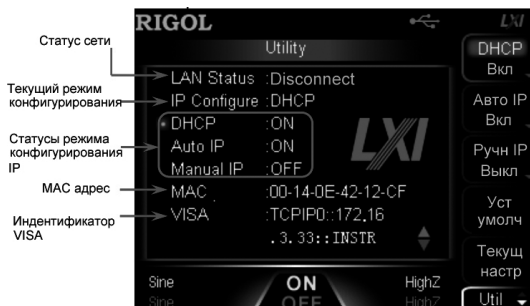 RIGOL
LXI
Utility
Статус сети
LAN Status :Disconnect
Текущий режим
конфигурирования
IP Configure :DHCP
Статусы режима
конфигурирования
IP
DHCP :ON
Auto IP :ON
Manual IP :OFF
LXI
MAC адрес
MAC :00-14-0E-42-12-CF
Индентификатор
VISA
VISA :TCPIP0::172.16
.3.33::INSTR
DHCP
Вкл
Авто IP
Вкл
Ручн IP
Выкл
Уст
умолч
Текущ
настр
Util
Sine ON HighZ
Sine OFF HighZ